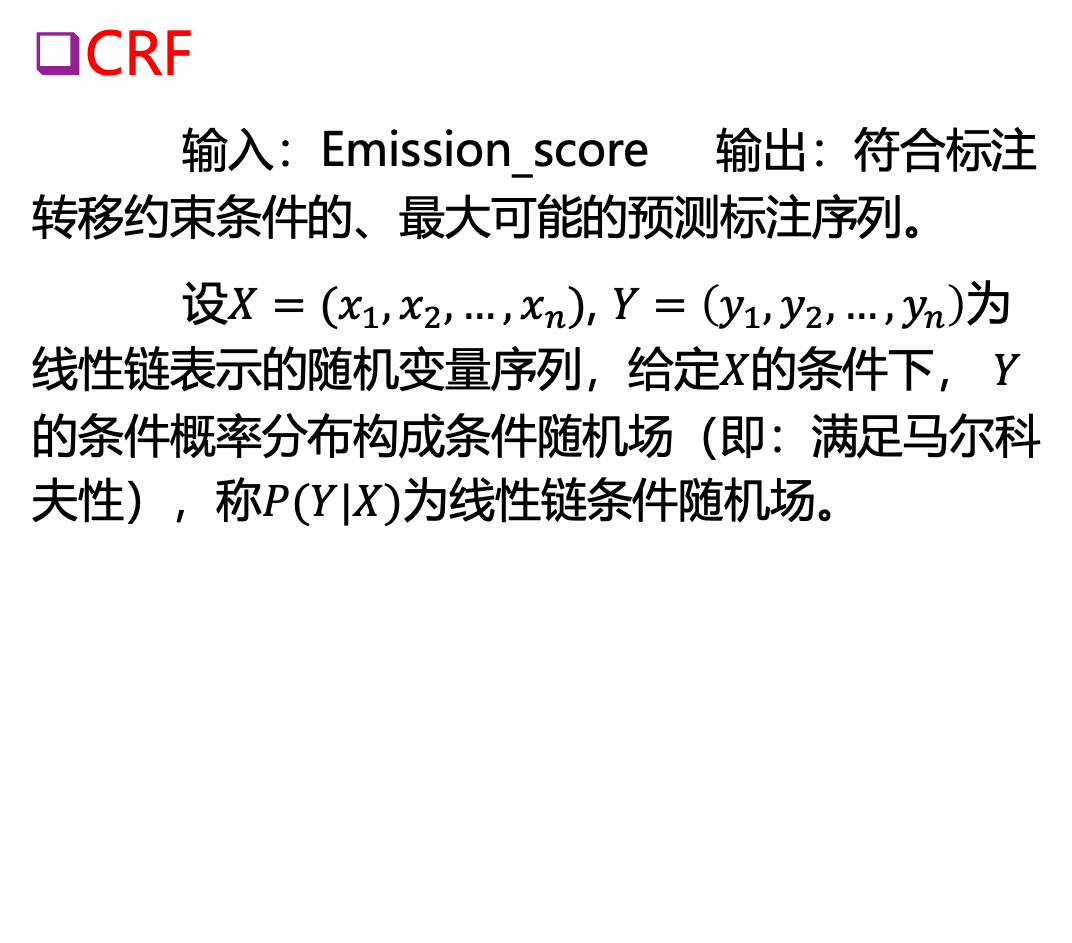 ❑CRF
输入：Emission_score 输出：符合标注
转移约束条件的、最大可能的预测标注序列。
设X = (x₁, x₂, … , xₙ), Y = (y₁, y₂, … , yₙ)为
线性链表示的随机变量序列，给定X的条件下， Y
的条件概率分布构成条件随机场（即：满足马尔科
夫性），称P(Y|X)为线性链条件随机场。